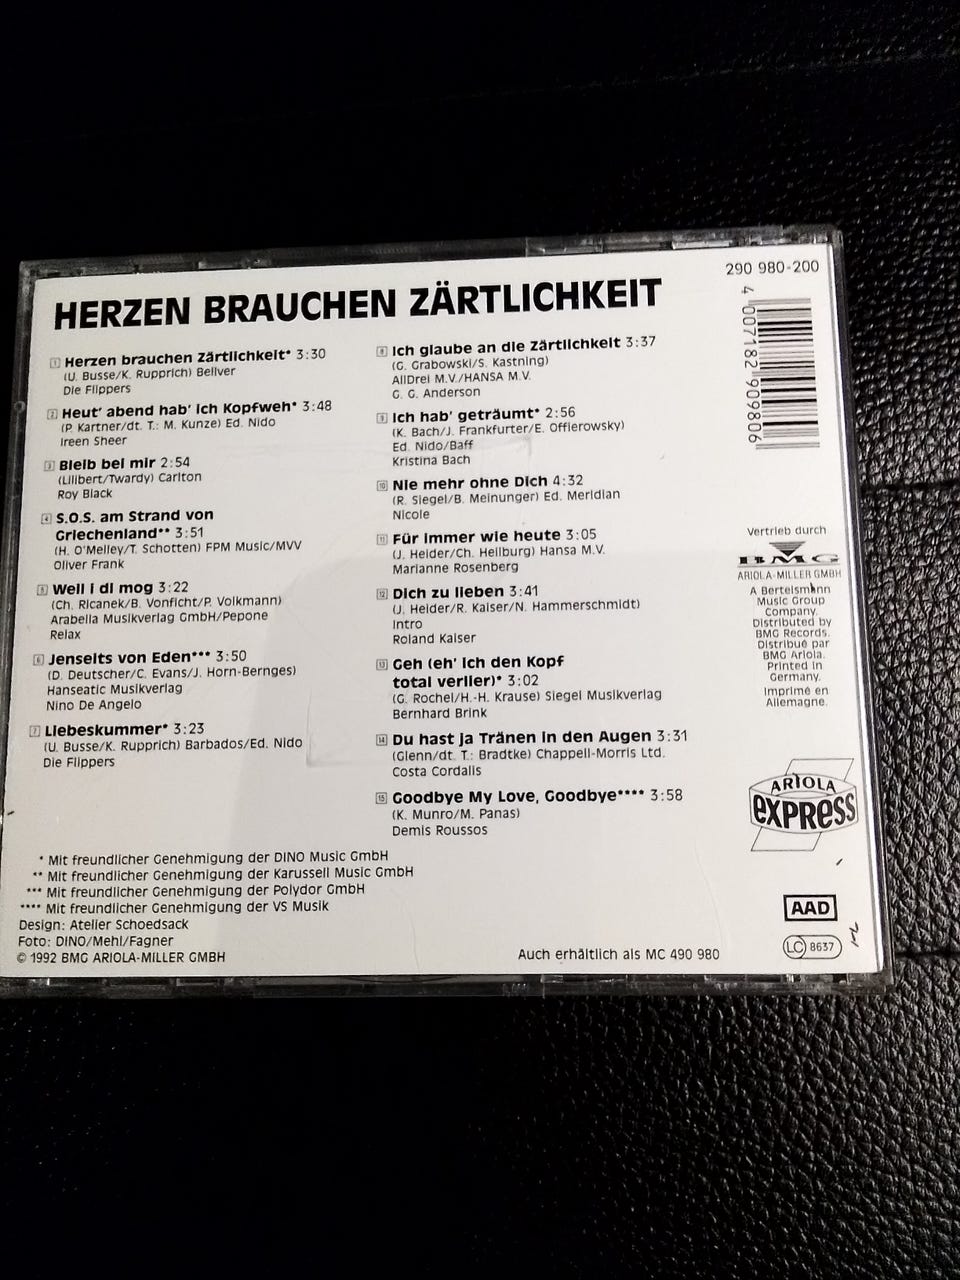 HERZEN BRAUCHEN ZÄRTLICHKEIT
1 Herzen brauchen Zärtlichkeit* 3:30
(U. Busse/K. Rupprich) Bellver
Die Flippers
2 Heut' abend hab' ich Kopfweh* 3:48
(P. Kartner/dt. T.: M. Kunze) Ed. Nido
Ireen Sheer
3 Bleib bei mir 2:54
(Lilibert/Twardy) Carlton
Roy Black
4 S.O.S. am Strand von
Griechenland** 3:51
(H. O'Melley/T. Schotten) FPM Music/MVV
Oliver Frank
5 Weil i di mog 3:22
(Ch. Ricanek/B. Vonficht/P. Volkmann)
Arabella Musikverlag GmbH/Pepone
Relax
6 Jenseits von Eden*** 3:50
(D. Deutscher/C. Evans/J. Horn-Bernges)
Hanseatic Musikverlag
Nino De Angelo
7 Liebeskummer* 3:23
(U. Busse/K. Rupprich) Barbados/Ed. Nido
Die Flippers
8 Ich glaube an die Zärtlichkeit 3:37
(G. Grabowski/S. Kastning)
AllDrei M.V./HANSA M.V.
G. G. Anderson
9 Ich hab' geträumt* 2:56
(K. Bach/J. Frankfurter/E. Offierowsky)
Ed. Nido/Baff
Kristina Bach
10 Nie mehr ohne Dich 4:32
(R. Siegel/B. Meinunger) Ed. Meridian
Nicole
11 Für immer wie heute 3:05
(J. Heider/Ch. Heilburg) Hansa M.V.
Marianne Rosenberg
12 Dich zu lieben 3:41
(J. Heider/R. Kaiser/N. Hammerschmidt)
Intro
Roland Kaiser
13 Geh (eh' ich den Kopf
total verlier)* 3:02
(G. Rochel/H.-H. Krause) Siegel Musikverlag
Bernhard Brink
14 Du hast ja Tränen in den Augen 3:31
(Glenn/dt. T.: Bradtke) Chappell-Morris Ltd.
Costa Cordalis
15 Goodbye My Love, Goodbye**** 3:58
(K. Munro/M. Panas)
Demis Roussos
* Mit freundlicher Genehmigung der DINO Music GmbH
** Mit freundlicher Genehmigung der Karussell Music GmbH
*** Mit freundlicher Genehmigung der Polydor GmbH
**** Mit freundlicher Genehmigung der VS Musik
Design: Atelier Schoedsack
Foto: DINO/Mehl/Fagner
© 1992 BMG ARIOLA-MILLER GMBH
Auch erhältlich als MC 490 980
290 980-200
4 007182 909806
Vertrieb durch
BMG
ARIOLA-MILLER GMBH
A Bertelsmann
Music Group
Company.
Distributed by
BMG Records.
Distribué par
BMG Ariola.
Printed in
Germany.
Imprimé en
Allemagne.
ARIOLA
EXPRESS
AAD
LC 8637